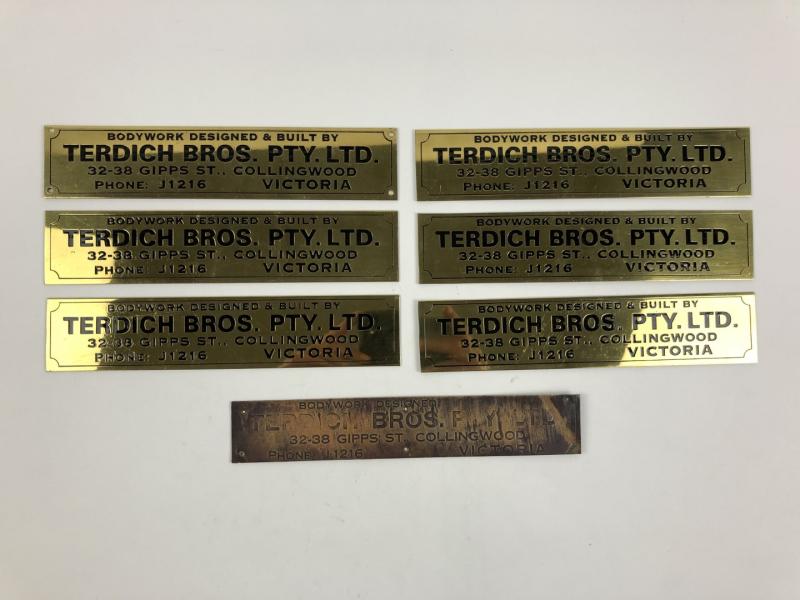 BODYWORK DESIGNED & BUILT BY
TERDICH BROS. PTY. LTD.
32-38 GIPPS ST., COLLINGWOOD
PHONE: J1216 VICTORIA
BODYWORK DESIGNED & BUILT BY
TERDICH BROS. PTY. LTD.
32-38 GIPPS ST., COLLINGWOOD
PHONE: J1216 VICTORIA
BODYWORK DESIGNED & BUILT BY
TERDICH BROS. PTY. LTD.
32-38 GIPPS ST., COLLINGWOOD
PHONE: J1216 VICTORIA
BODYWORK DESIGNED & BUILT BY
TERDICH BROS. PTY. LTD.
32-38 GIPPS ST., COLLINGWOOD
PHONE: J1216 VICTORIA
BODYWORK DESIGNED & BUILT BY
TERDICH BROS. PTY. LTD.
32-38 GIPPS ST., COLLINGWOOD
PHONE: J1216 VICTORIA
BODYWORK DESIGNED & BUILT BY
TERDICH BROS. PTY. LTD.
32-38 GIPPS ST., COLLINGWOOD
PHONE: J1216 VICTORIA
BODYWORK DESIGNED
TERDICH BROS. PTY. LTD
32-38 GIPPS ST., COLLINGWOOD
PHONE: J1216 VICTORIA